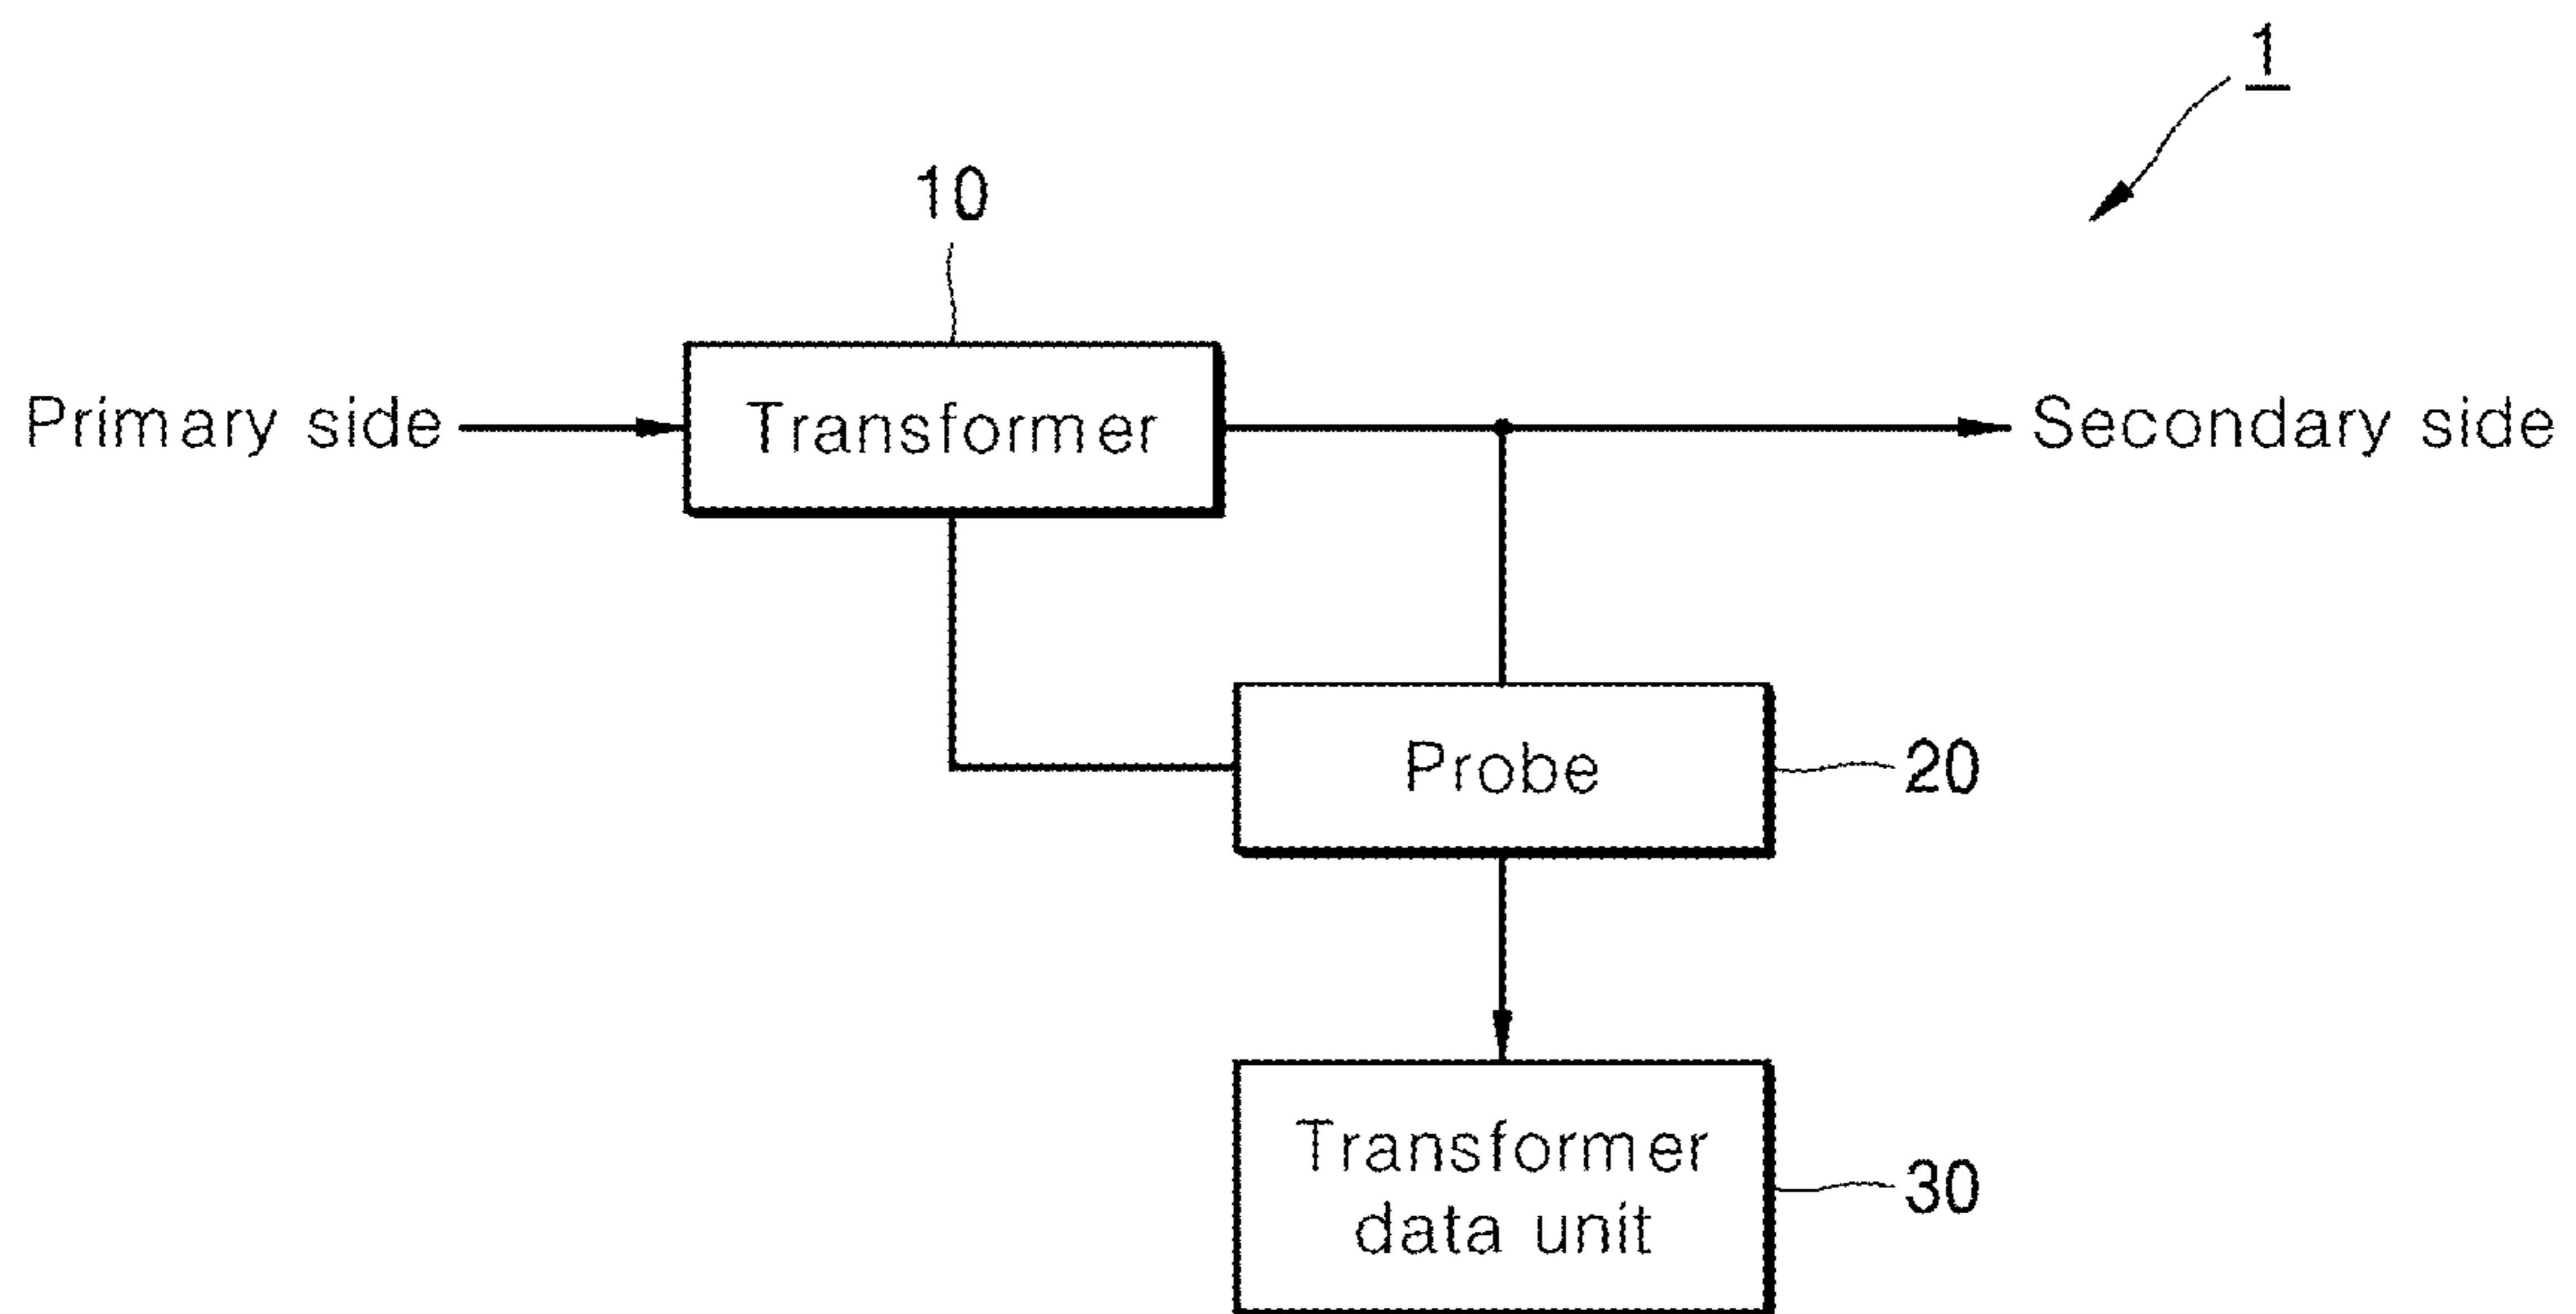 1
10
Primary side
Transformer
Secondary side
Probe
20
Transformer
data unit
30